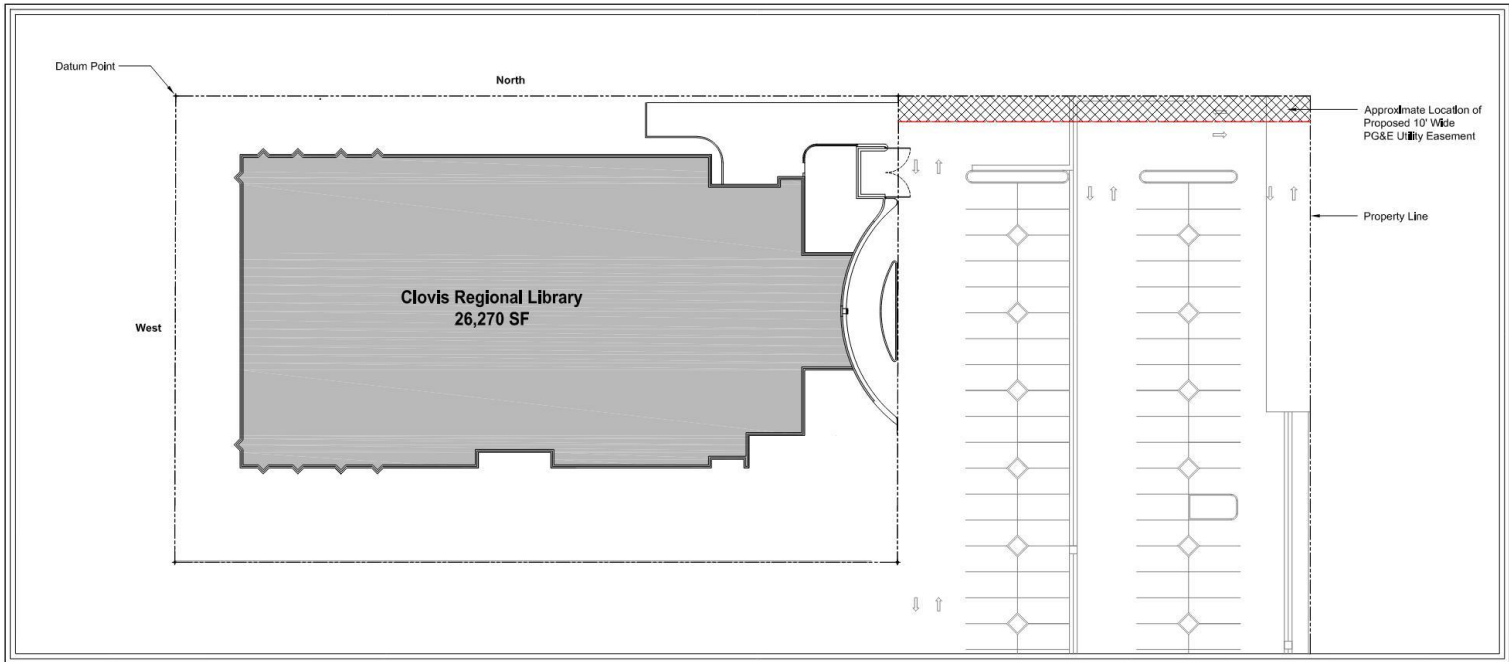 Datum Point
North
Approximate Location of
Proposed 10' Wide
PG&E Utility Easement
Property Line
Clovis Regional Library
26,270 SF
West